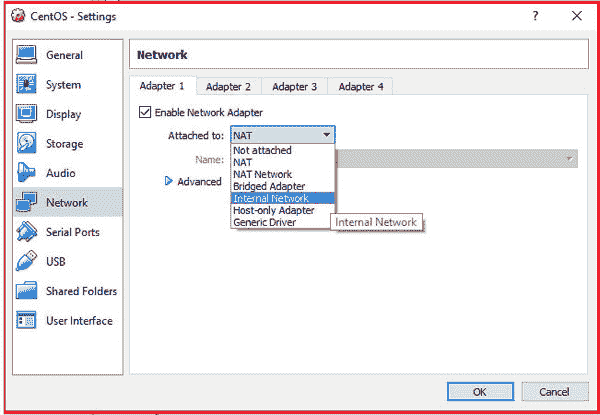 CentOS - Settings ? ×
General
System
Display
Storage
Audio
Network
Serial Ports
USB
Shared Folders
User Interface
Network
Adapter 1 Adapter 2 Adapter 3 Adapter 4
Enable Network Adapter
Attached to: NAT
Name:
Advanced
Not attached
NAT
NAT Network
Bridged Adapter
Internal Network
Host-only Adapter
Generic Driver
Internal Network
OK Cancel